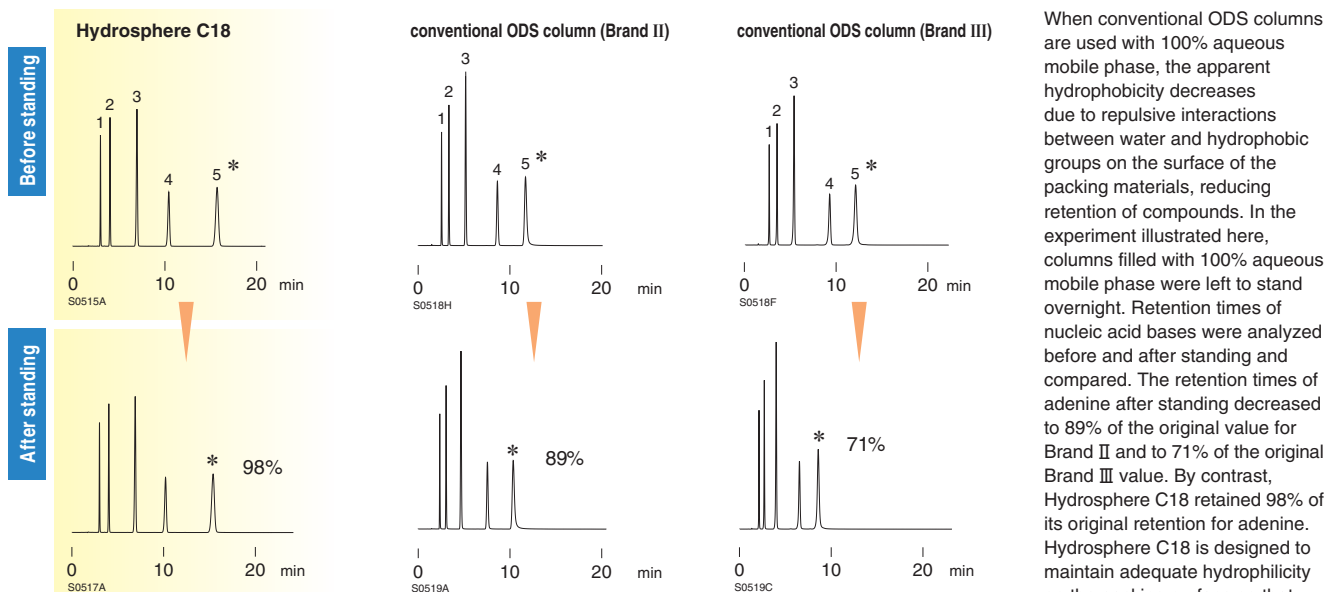 Hydrosphere C18
conventional ODS column (Brand II)
conventional ODS column (Brand III)
Before standing
1 2 3 4 5 *
0 10 20 min
S0515A
1 2 3 4 5 *
0 10 20 min
S0518H
1 2 3 4 5 *
0 10 20 min
S0518F
After standing
* 98%
0 10 20 min
S0517A
* 89%
0 10 20 min
S0519A
* 71%
0 10 20 min
S0519C
When conventional ODS columns
are used with 100% aqueous
mobile phase, the apparent
hydrophobicity decreases
due to repulsive interactions
between water and hydrophobic
groups on the surface of the
packing materials, reducing
retention of compounds. In the
experiment illustrated here,
columns filled with 100% aqueous
mobile phase were left to stand
overnight. Retention times of
nucleic acid bases were analyzed
before and after standing and
compared. The retention times of
adenine after standing decreased
to 89% of the original value for
Brand II and to 71% of the original
Brand III value. By contrast,
Hydrosphere C18 retained 98% of
its original retention for adenine.
Hydrosphere C18 is designed to
maintain adequate hydrophilicity